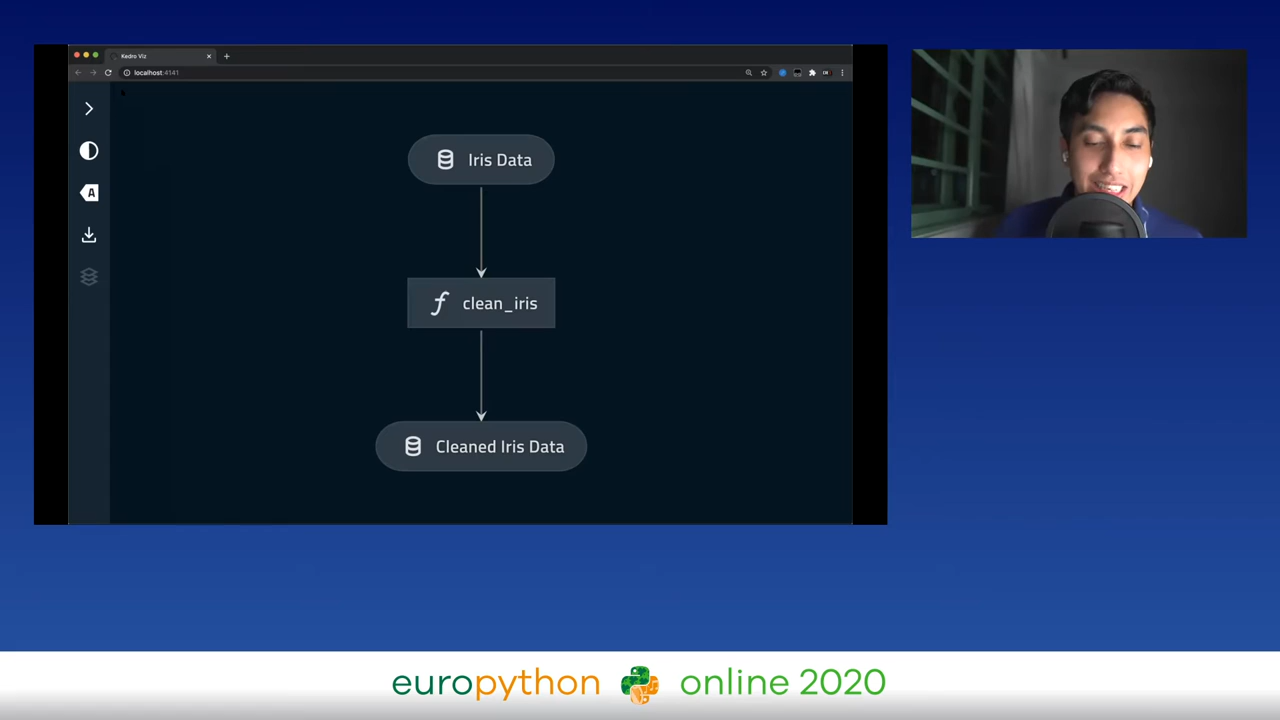 Kedro Viz
localhost:4141
A
Iris Data
f clean_iris
Cleaned Iris Data
europython online 2020